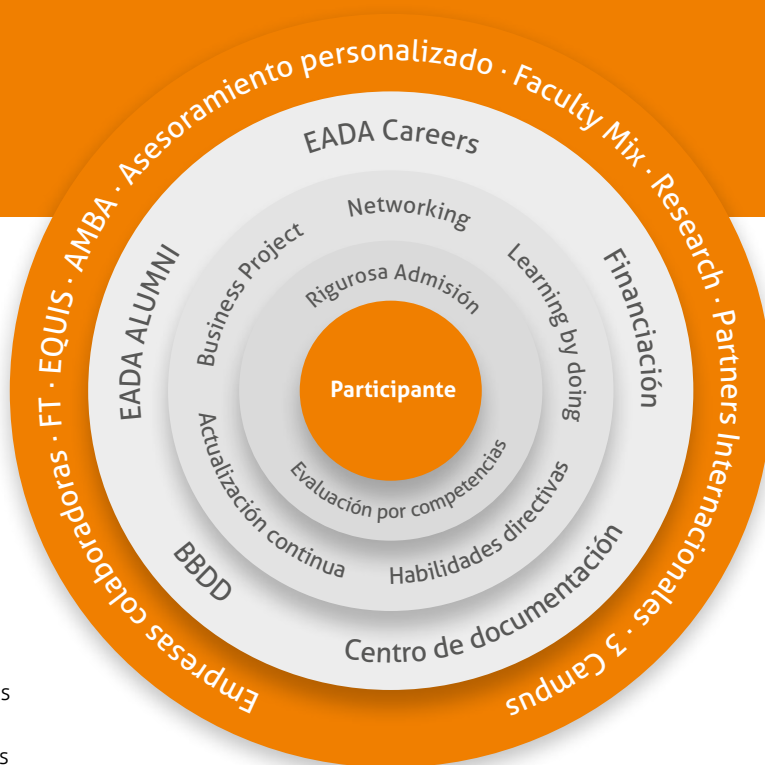 Empresas colaboradoras · FT · EQUIS · AMBA · Asesoramiento personalizado · Faculty Mix · Research · Partners Internacionales · 3 Campus
EADA Careers
Financiación
Centro de documentación
BBDD
EADA ALUMNI
Networking
Learning by doing
Habilidades directivas
Actualización continua
Business Project
Rigurosa Admisión
Evaluación por competencias
Participante
s
s